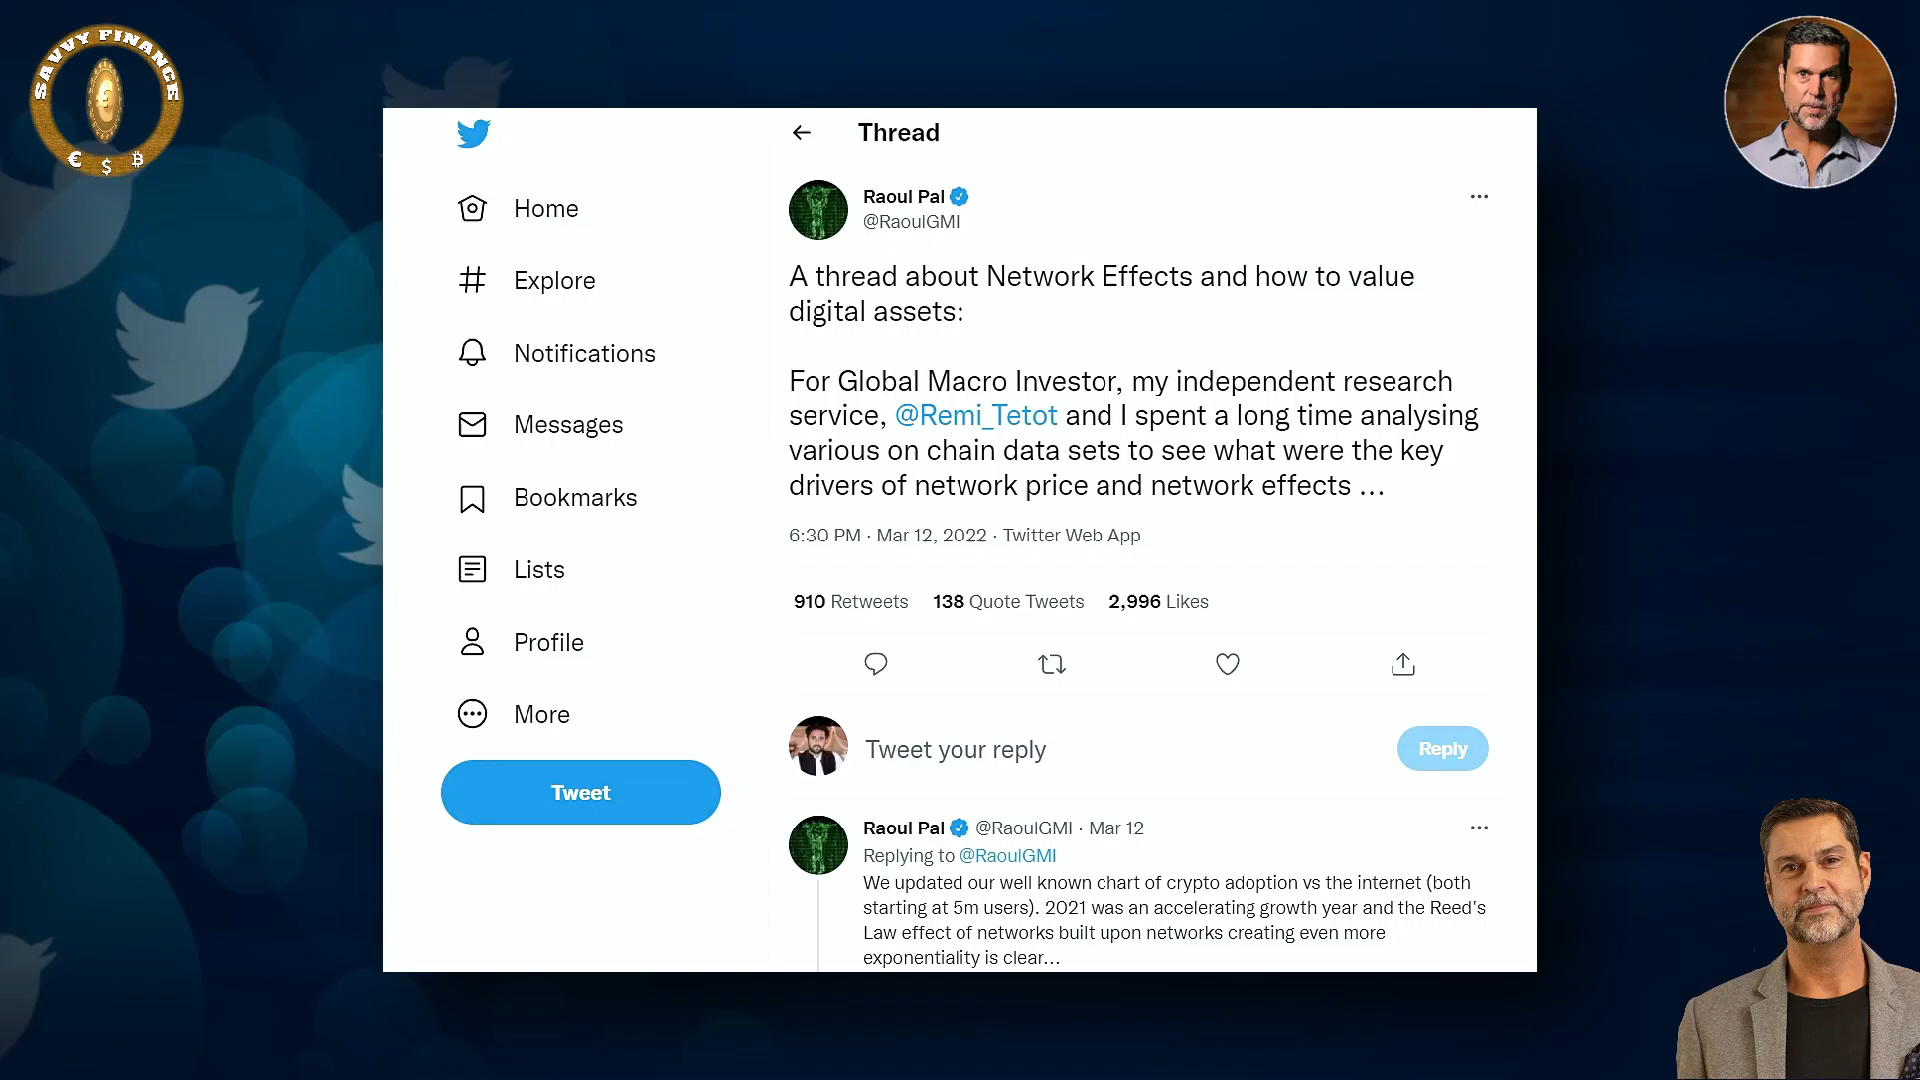 SAVVY FINANCE
€ $ ₿
Thread
Home
Explore
Notifications
Messages
Bookmarks
Lists
Profile
More
Tweet
Raoul Pal
@RaoulGMI
A thread about Network Effects and how to value
digital assets:
For Global Macro Investor, my independent research
service, @Remi_Tetot and I spent a long time analysing
various on chain data sets to see what were the key
drivers of network price and network effects ...
6:30 PM · Mar 12, 2022 · Twitter Web App
910 Retweets 138 Quote Tweets 2,996 Likes
Tweet your reply
Reply
Raoul Pal @RaoulGMI · Mar 12
Replying to @RaoulGMI
We updated our well known chart of crypto adoption vs the internet (both
starting at 5m users). 2021 was an accelerating growth year and the Reed's
Law effect of networks built upon networks creating even more
exponentiality is clear...